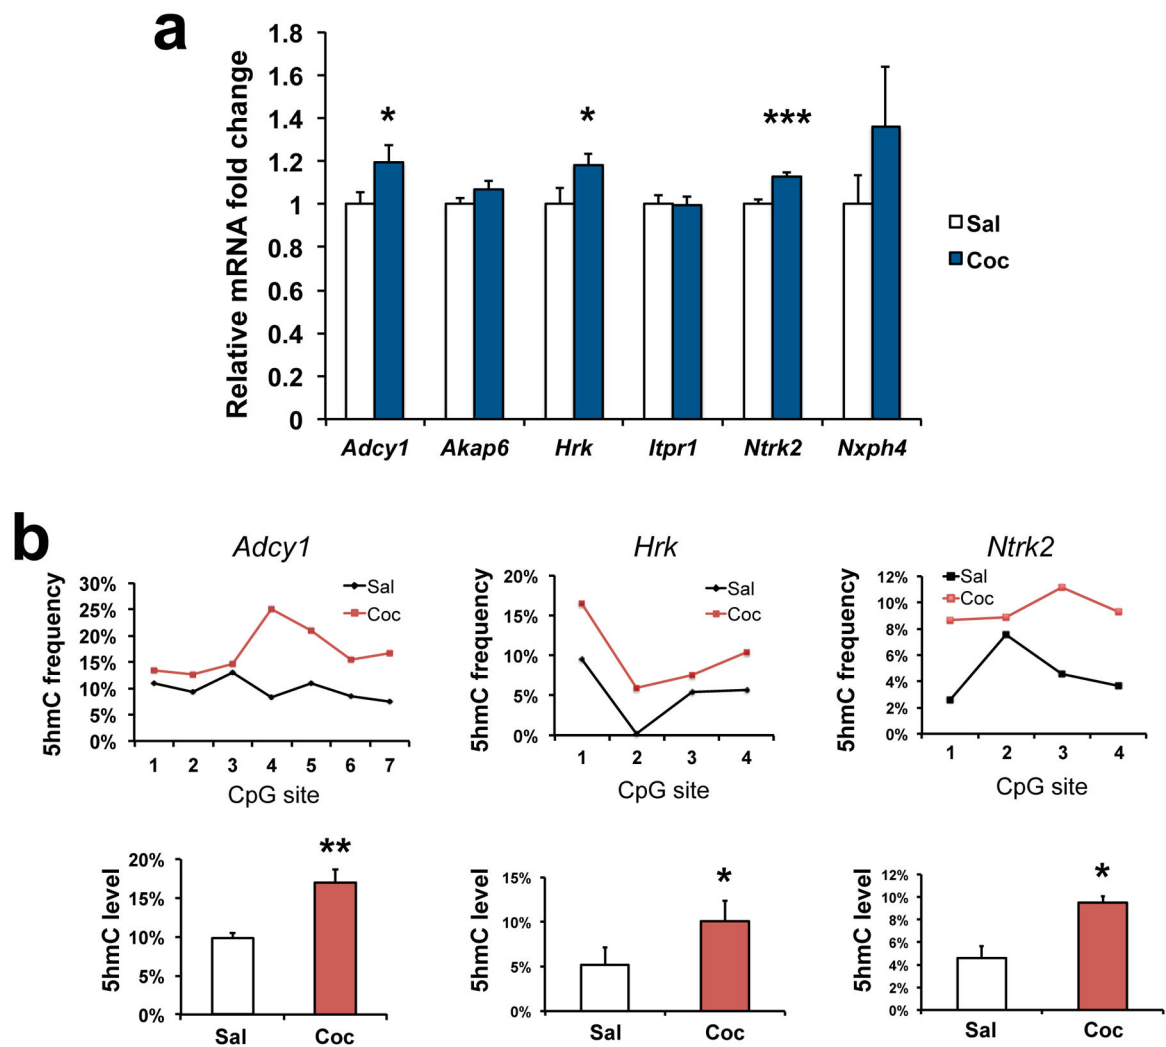 a
Relative mRNA fold change
1.8
1.6
1.4
1.2
1
0.8
0.6
0.4
0.2
0
* * ***
Sal
Coc
Adcy1 Akap6 Hrk Itpr1 Ntrk2 Nxph4
b
Adcy1
5hmC frequency
30%
25%
20%
15%
10%
5%
0%
Sal
Coc
1 2 3 4 5 6 7
CpG site
Hrk
5hmC frequency
20%
15%
10%
5%
0%
Sal
Coc
1 2 3 4
CpG site
Ntrk2
5hmC frequency
12%
10%
8%
6%
4%
2%
0%
Sal
Coc
1 2 3 4
CpG site
5hmC level
20%
15%
10%
5%
0%
**
Sal Coc
5hmC level
15%
10%
5%
0%
*
Sal Coc
5hmC level
12%
10%
8%
6%
4%
2%
0%
*
Sal Coc